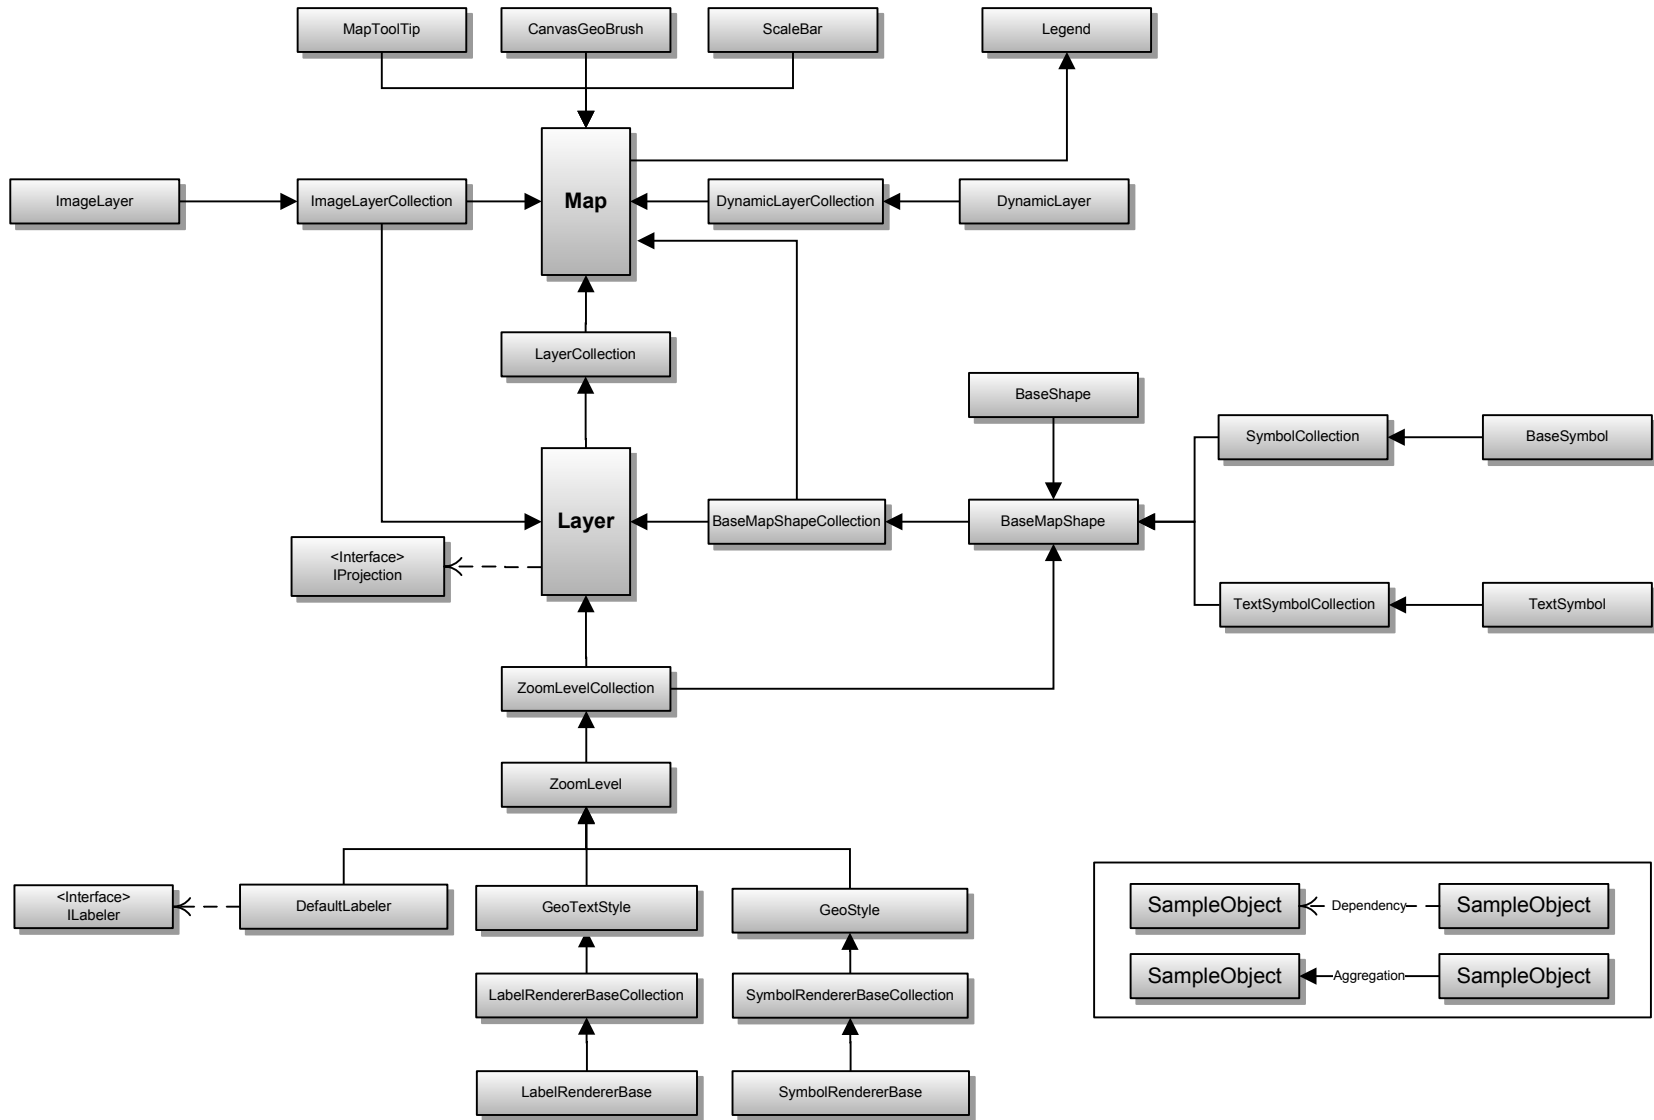 MapToolTip
CanvasGeoBrush
ScaleBar
Legend
ImageLayer
ImageLayerCollection
Map
DynamicLayerCollection
DynamicLayer
LayerCollection
BaseShape
SymbolCollection
BaseSymbol
Layer
BaseMapShapeCollection
BaseMapShape
<Interface>
IProjection
TextSymbolCollection
TextSymbol
ZoomLevelCollection
ZoomLevel
<Interface>
ILabeler
DefaultLabeler
GeoTextStyle
GeoStyle
LabelRendererBaseCollection
SymbolRendererBaseCollection
LabelRendererBase
SymbolRendererBase
SampleObject
Dependency
SampleObject
SampleObject
Aggregation
SampleObject